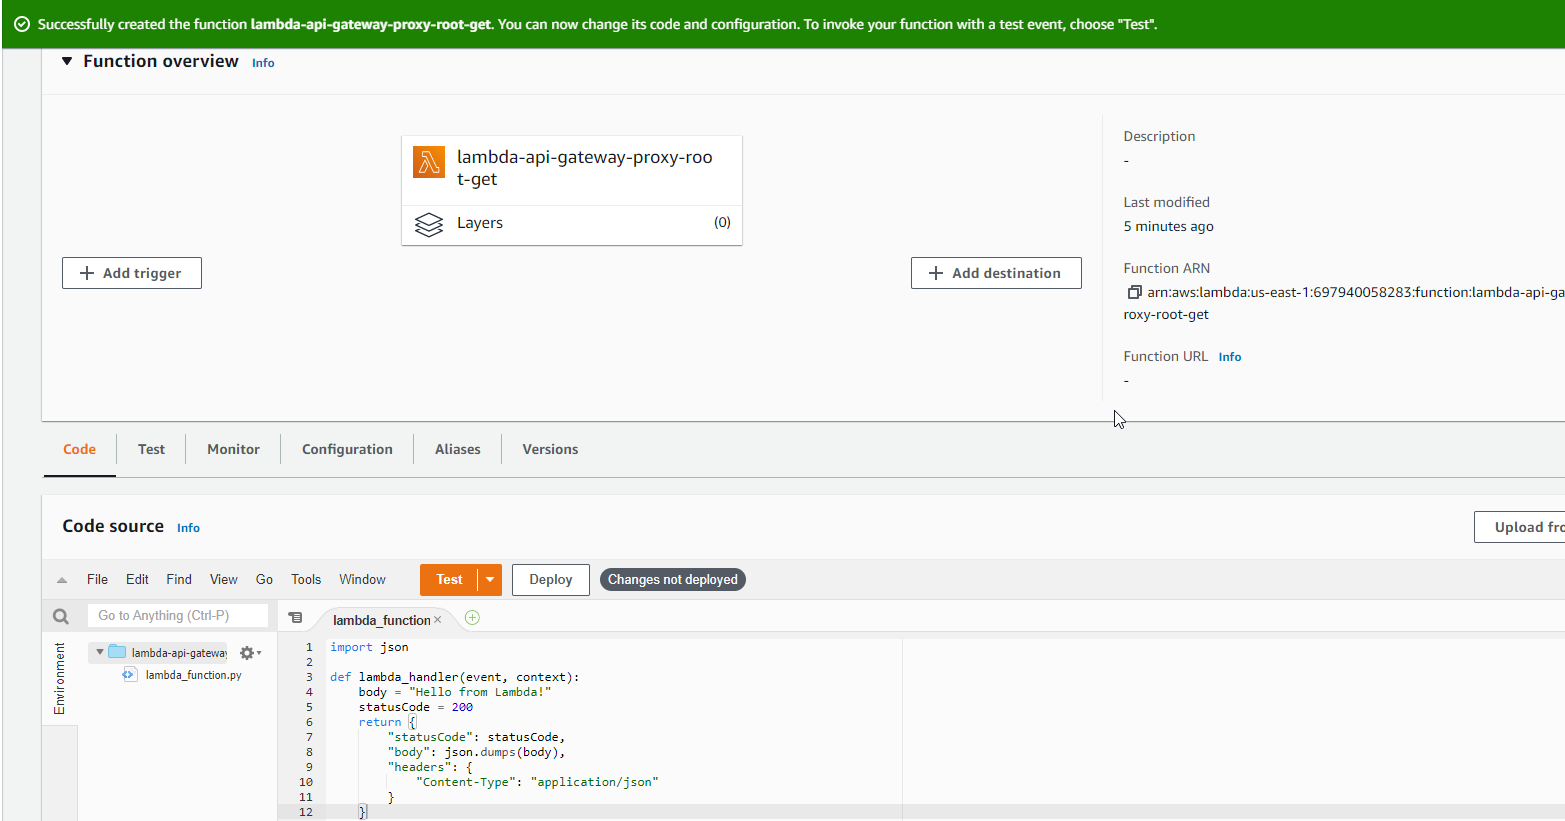 Successfully created the function lambda-api-gateway-proxy-root-get. You can now change its code and configuration. To invoke your function with a test event, choose "Test".
Function overview Info
lambda-api-gateway-proxy-roo
t-get
Layers (0)
Add trigger
Add destination
Description
-
Last modified
5 minutes ago
Function ARN
arn:aws:lambda:us-east-1:697940058283:function:lambda-api-ga
roxy-root-get
Function URL Info
-
Code Test Monitor Configuration Aliases Versions
Code source Info
Upload fro
File Edit Find View Go Tools Window Test Deploy Changes not deployed
Go to Anything (Ctrl-P)
lambda_function
Environment
lambda-api-gateway
lambda_function.py
1 import json
2
3 def lambda_handler(event, context):
4 body = "Hello from Lambda!"
5 statusCode = 200
6 return {
7 "statusCode": statusCode,
8 "body": json.dumps(body),
9 "headers": {
10 "Content-Type": "application/json"
11 }
12 }